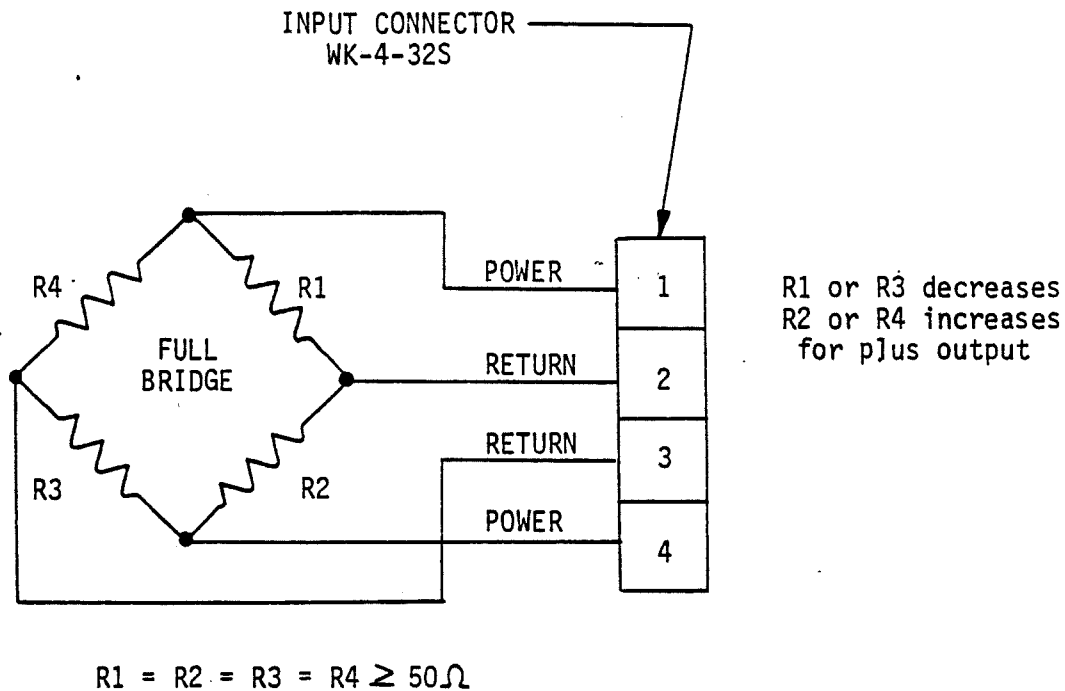 INPUT CONNECTOR
WK-4-32S
R4
R1
POWER
1
R1 or R3 decreases
R2 or R4 increases
for plus output
FULL
BRIDGE
RETURN
2
RETURN
3
R3
R2
POWER
4
R1 = R2 = R3 = R4 ≥ 50Ω